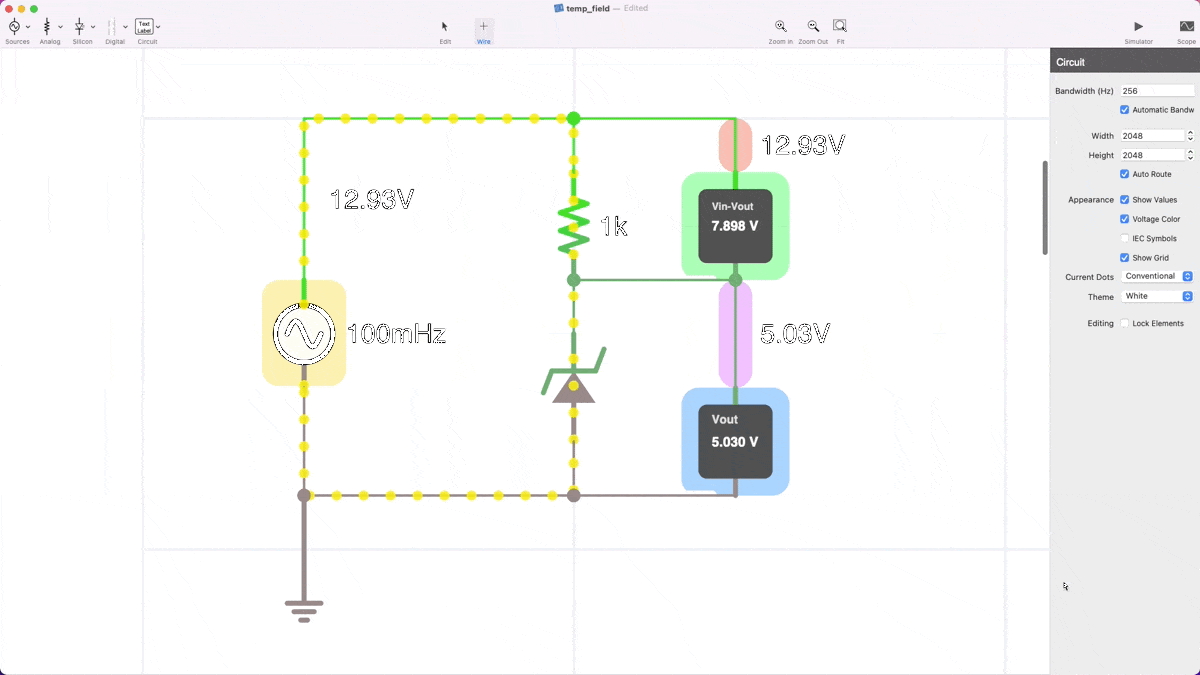 temp_field — Edited
Text
Label
Sources Analog Silicon Digital Circuit
Edit Wire
Zoom In Zoom Out Fit
Simulator Scope
Circuit
Bandwidth (Hz) 256
Automatic Bandw
Width 2048
Height 2048
Auto Route
Appearance Show Values
Voltage Color
IEC Symbols
Show Grid
Current Dots Conventional
Theme White
Editing Lock Elements
12.93V
12.93V
1k
Vin-Vout
7.898 V
100mHz
5.03V
Vout
5.030 V